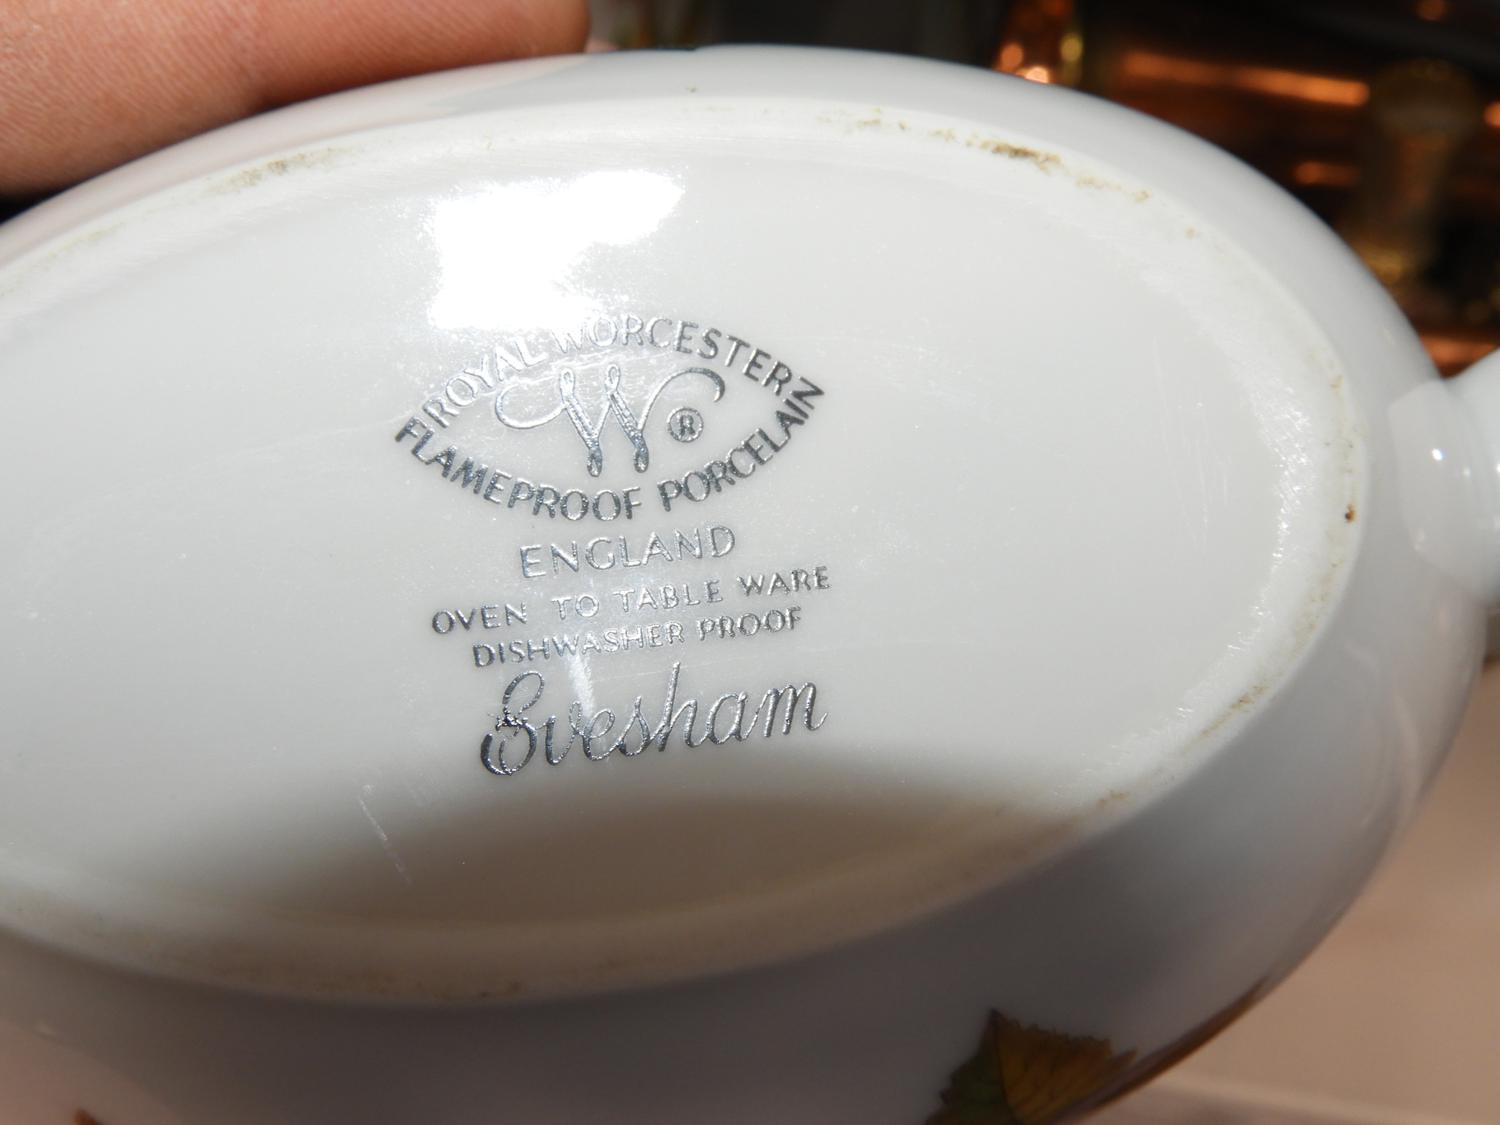 ROYAL WORCESTER
W ®
FLAMEPROOF PORCELAIN
ENGLAND
OVEN TO TABLE WARE
DISHWASHER PROOF
Evesham